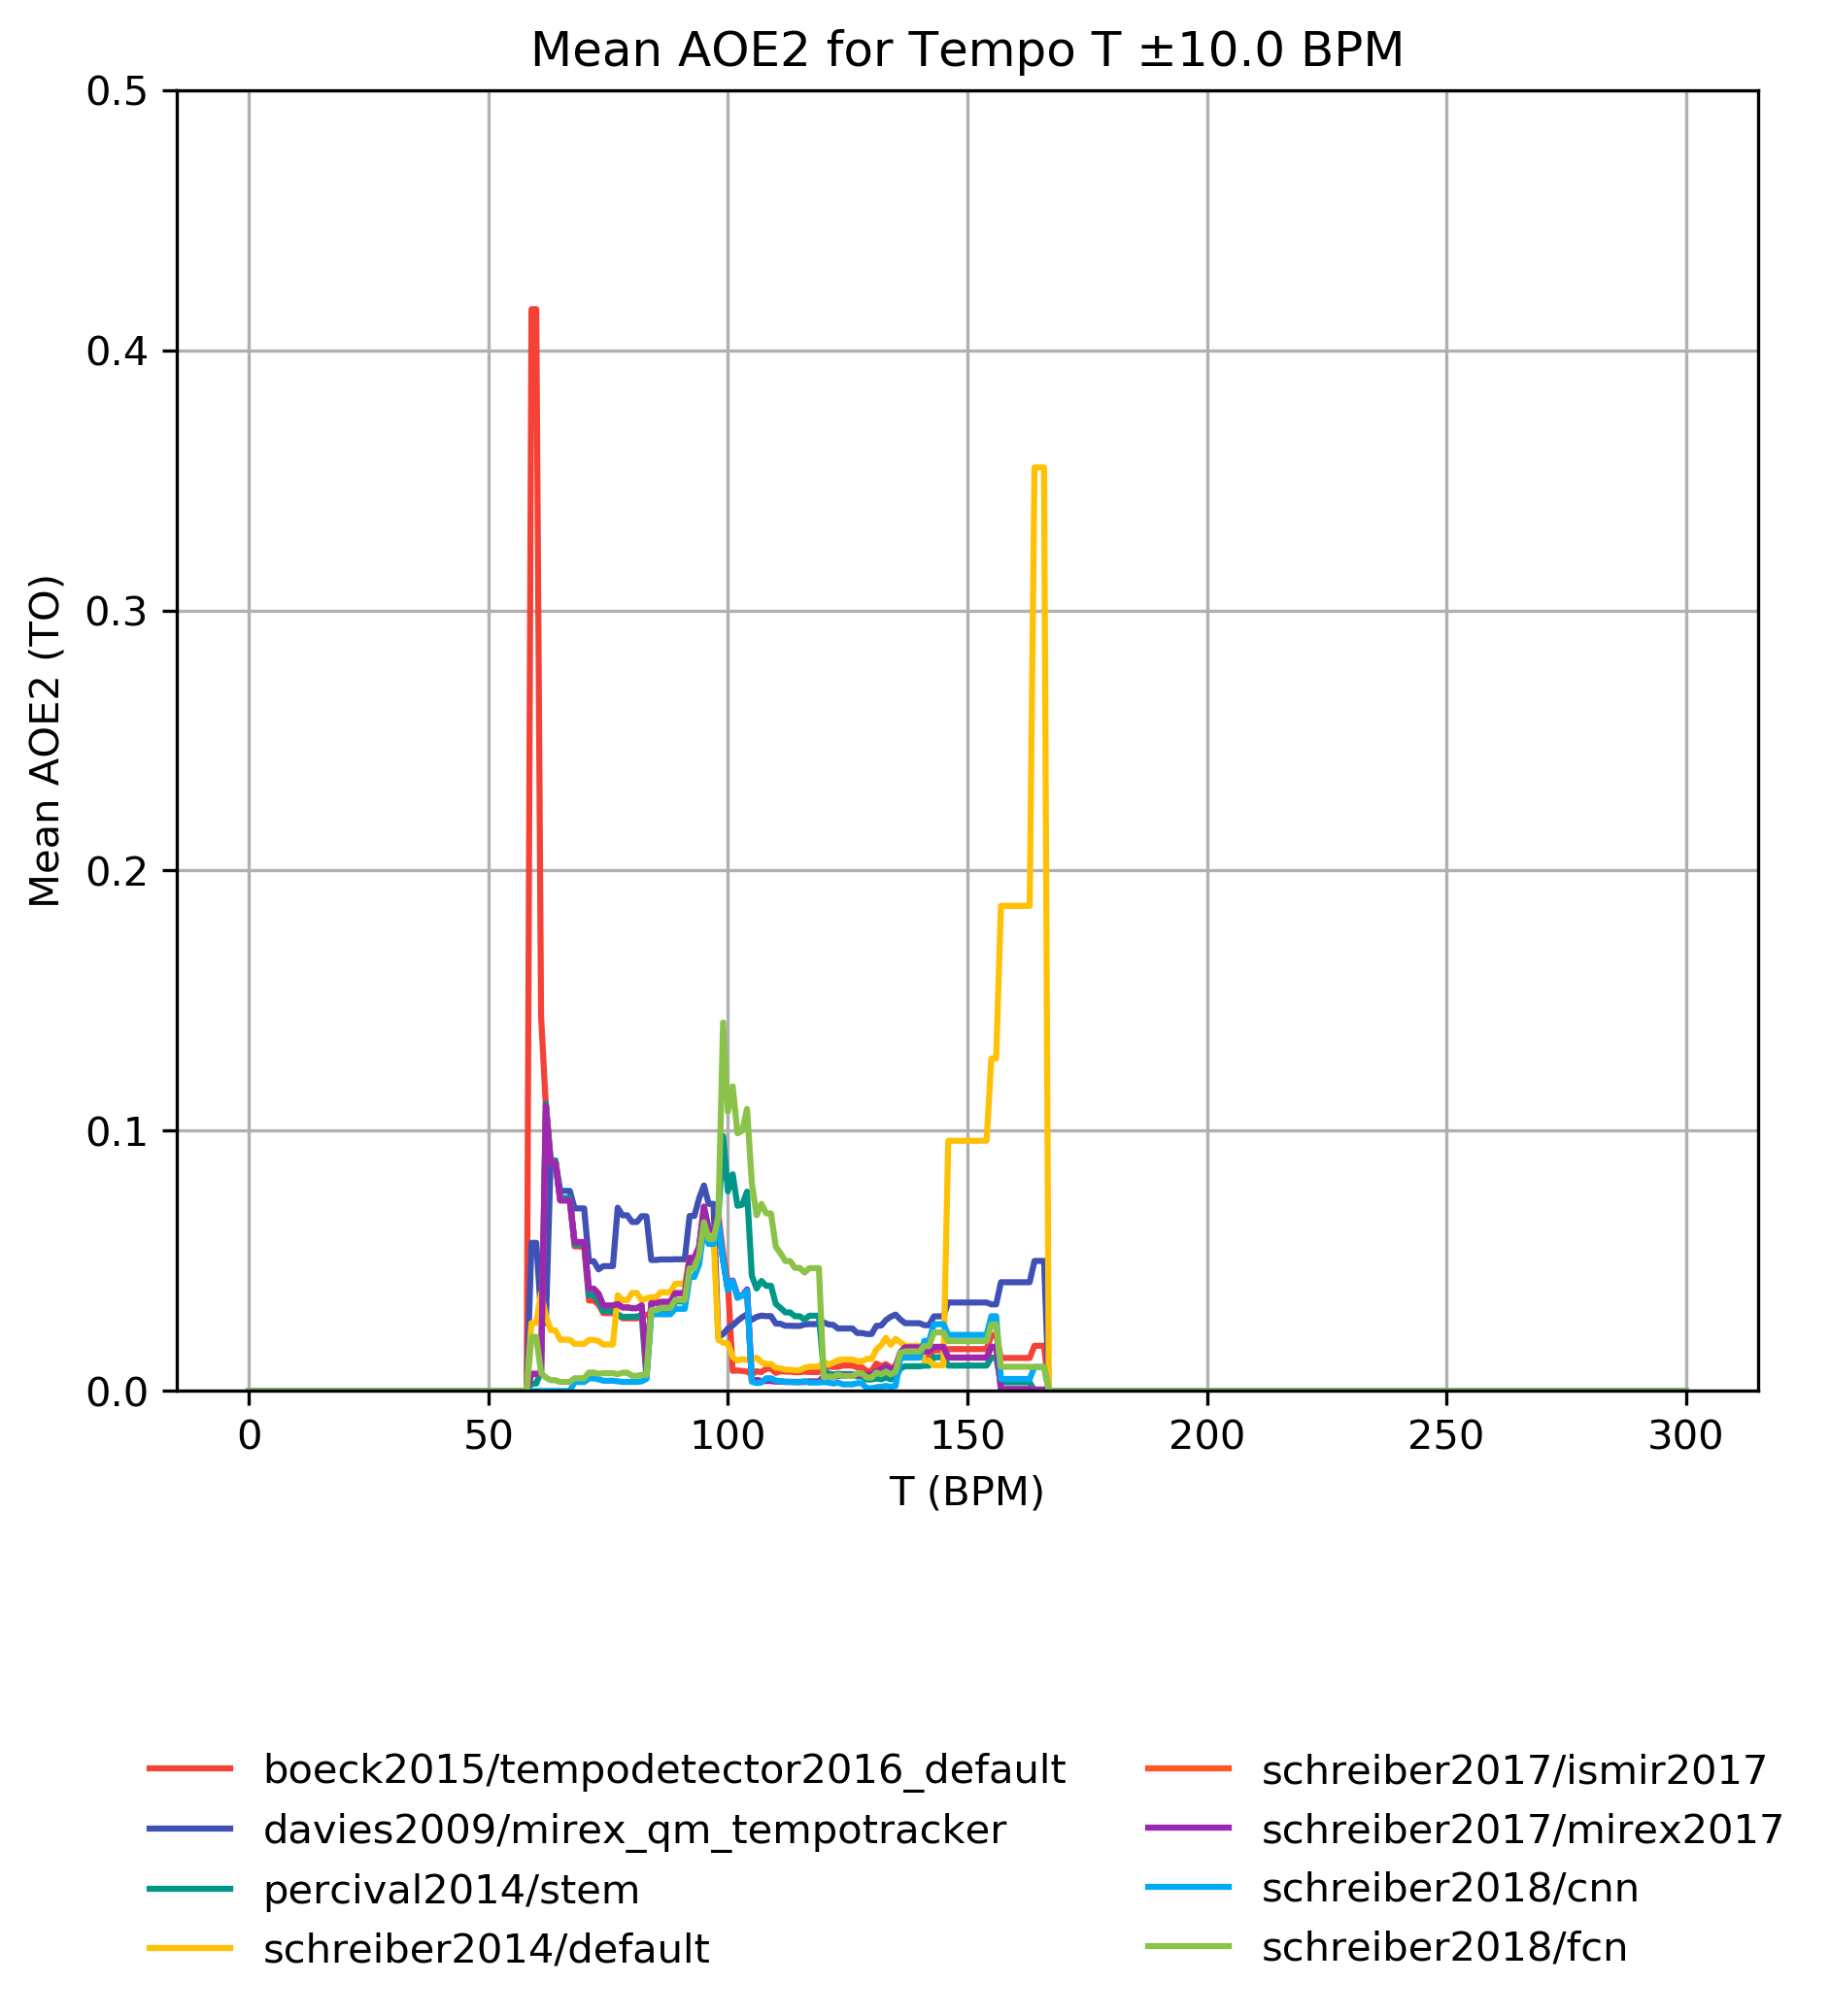 Mean AOE2 for Tempo T ±10.0 BPM
0.5
0.4
0.3
0.2
0.1
0.0
Mean AOE2 (TO)
0 50 100 150 200 250 300
T (BPM)
boeck2015/tempodetector2016_default
davies2009/mirex_qm_tempotracker
percival2014/stem
schreiber2014/default
schreiber2017/ismir2017
schreiber2017/mirex2017
schreiber2018/cnn
schreiber2018/fcn